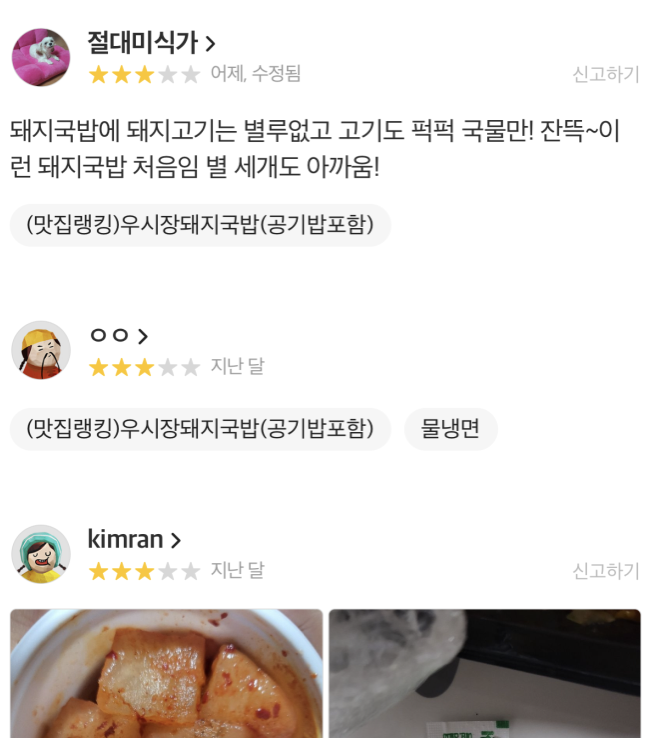 절대미식가 >
어제, 수정됨
신고하기
돼지국밥에 돼지고기는 별루없고 고기도 퍽퍽 국물만! 잔뜩~이
런 돼지국밥 처음임 별 세개도 아까움!
(맛집랭킹)우시장돼지국밥(공기밥포함)
ㅇㅇ >
지난 달
(맛집랭킹)우시장돼지국밥(공기밥포함) 물냉면
kimran >
지난 달
신고하기